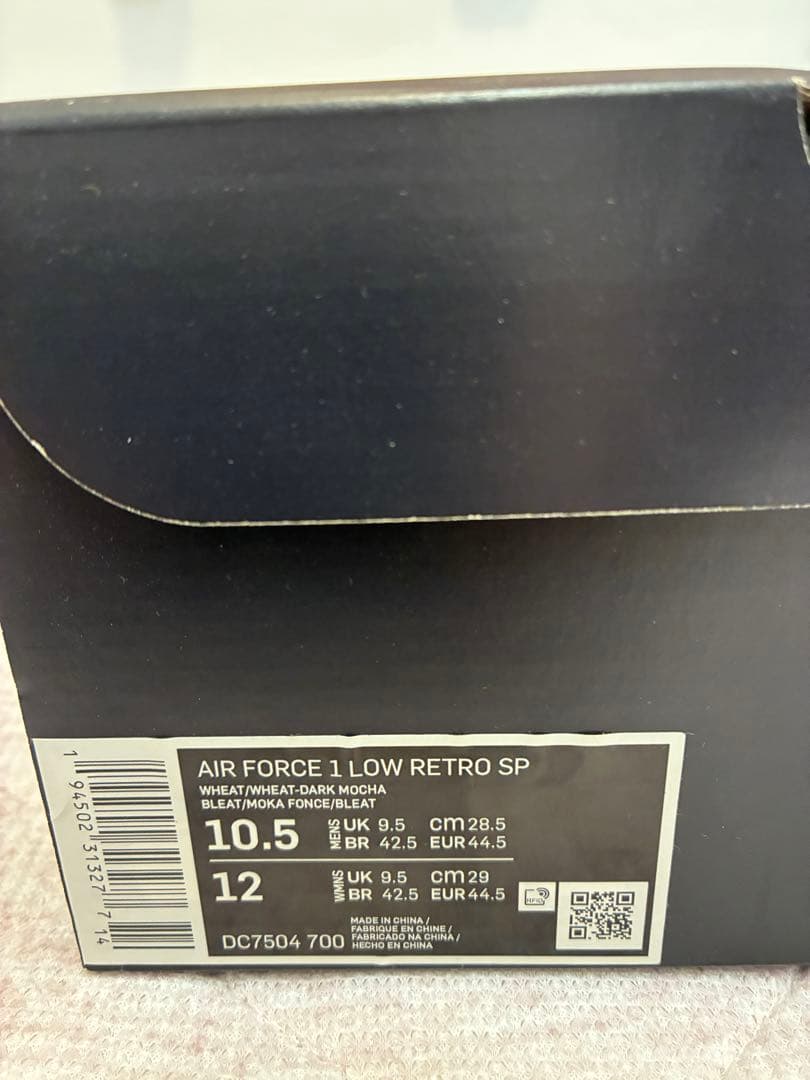 AIR FORCE 1 LOW RETRO SP
WHEAT/WHEAT-DARK MOCHA
BLEAT/MOKA FONCE/BLEAT
10.5 MENS UK 9.5 CM 28.5
BR 42.5 EUR 44.5
12 WMNS UK 9.5 CM 29
BR 42.5 EUR 44.5
DC7504 700
MADE IN CHINA /
FABRIQUE EN CHINE /
FABRICADO NA CHINA /
HECHO EN CHINA
1 94502 31327 7 14